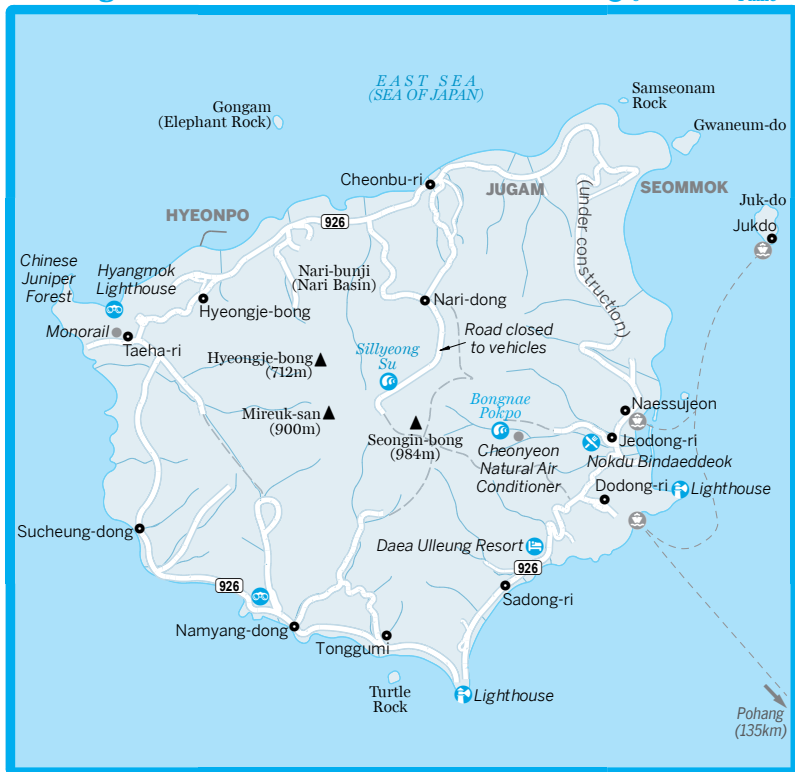 EAST SEA
(SEA OF JAPAN)
Samseonam
Rock
Gongam
(Elephant Rock)
Gwaneum-do
Cheonbu-ri
JUGAM
SEOMMOK
Juk-do
Jukdo
HYEONPO
926
(under construction)
Chinese
Juniper
Forest
Hyangmok
Lighthouse
Nari-bunji
(Nari Basin)
Nari-dong
Hyeongje-bong
Monorail
Taeha-ri
Road closed
to vehicles
Hyeongje-bong
(712m)
Sillyeong
Su
Mireuk-san
(900m)
Seongin-bong
(984m)
Bongnae
Pokpo
Naessujeon
Jeodong-ri
Cheonyeon
Natural Air
Conditioner
Nokdu Bindaeddeok
Dodong-ri
Lighthouse
Sucheung-dong
Daea Ulleung Resort
926
926
Sadong-ri
Namyang-dong
Tonggumi
Turtle
Rock
Lighthouse
Pohang
(135km)